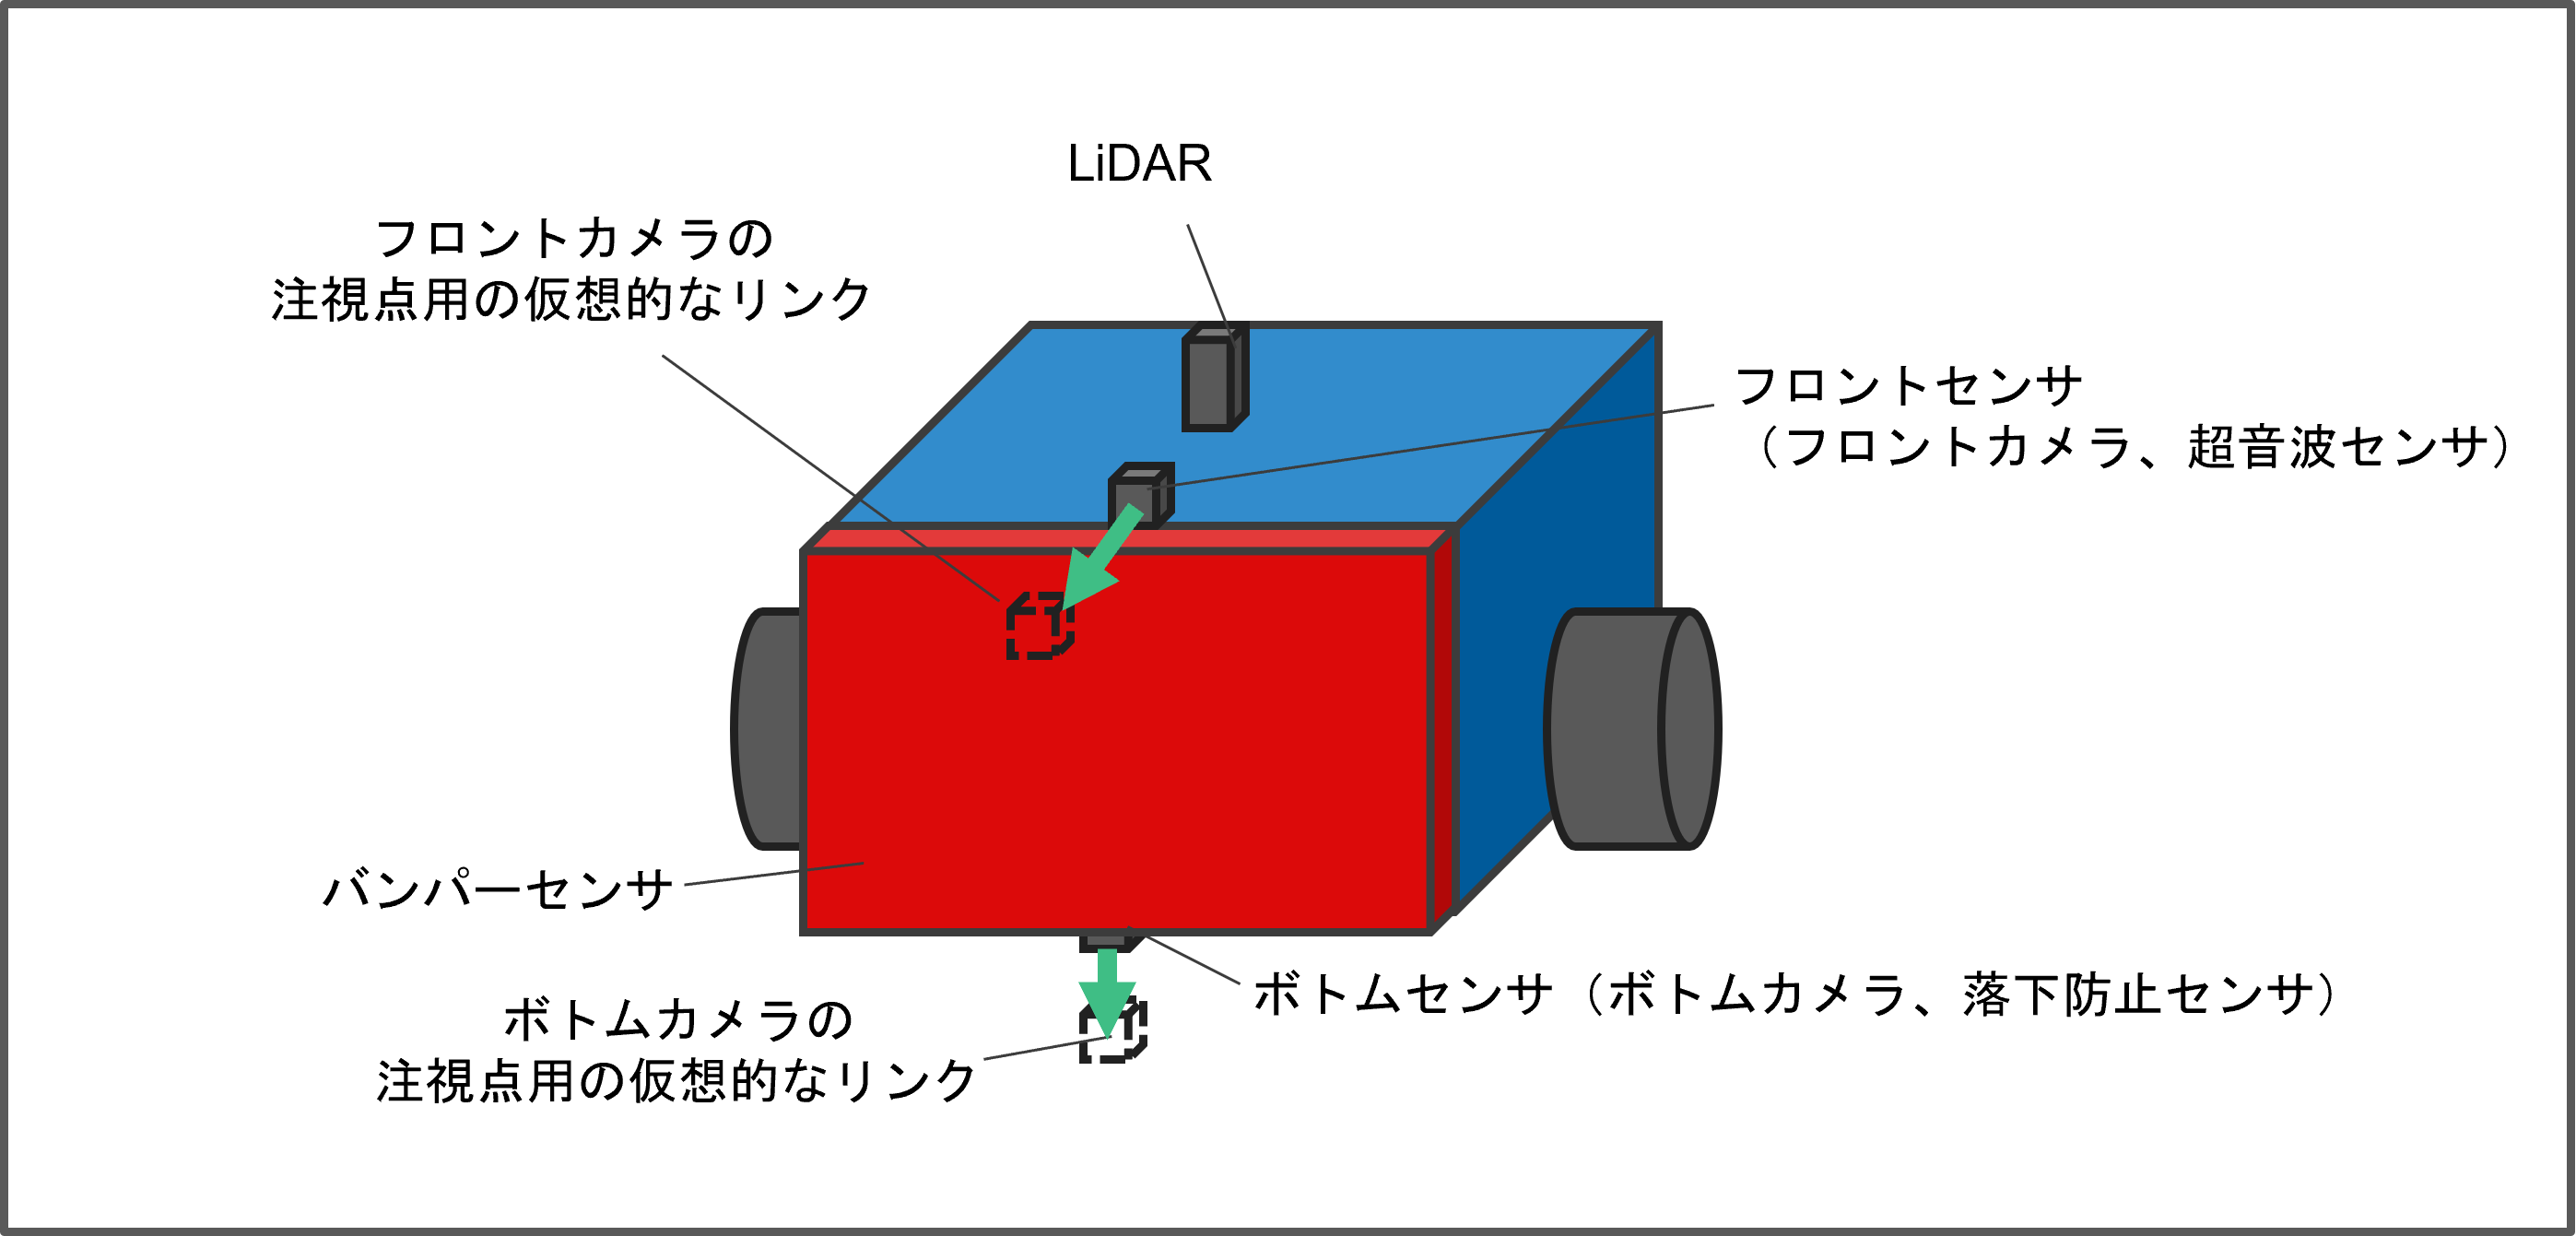 LiDAR
フロントカメラの
注視点用の仮想的なリンク
フロントセンサ
（フロントカメラ、超音波センサ）
バンパーセンサ
ボトムセンサ（ボトムカメラ、落下防止センサ）
ボトムカメラの
注視点用の仮想的なリンク